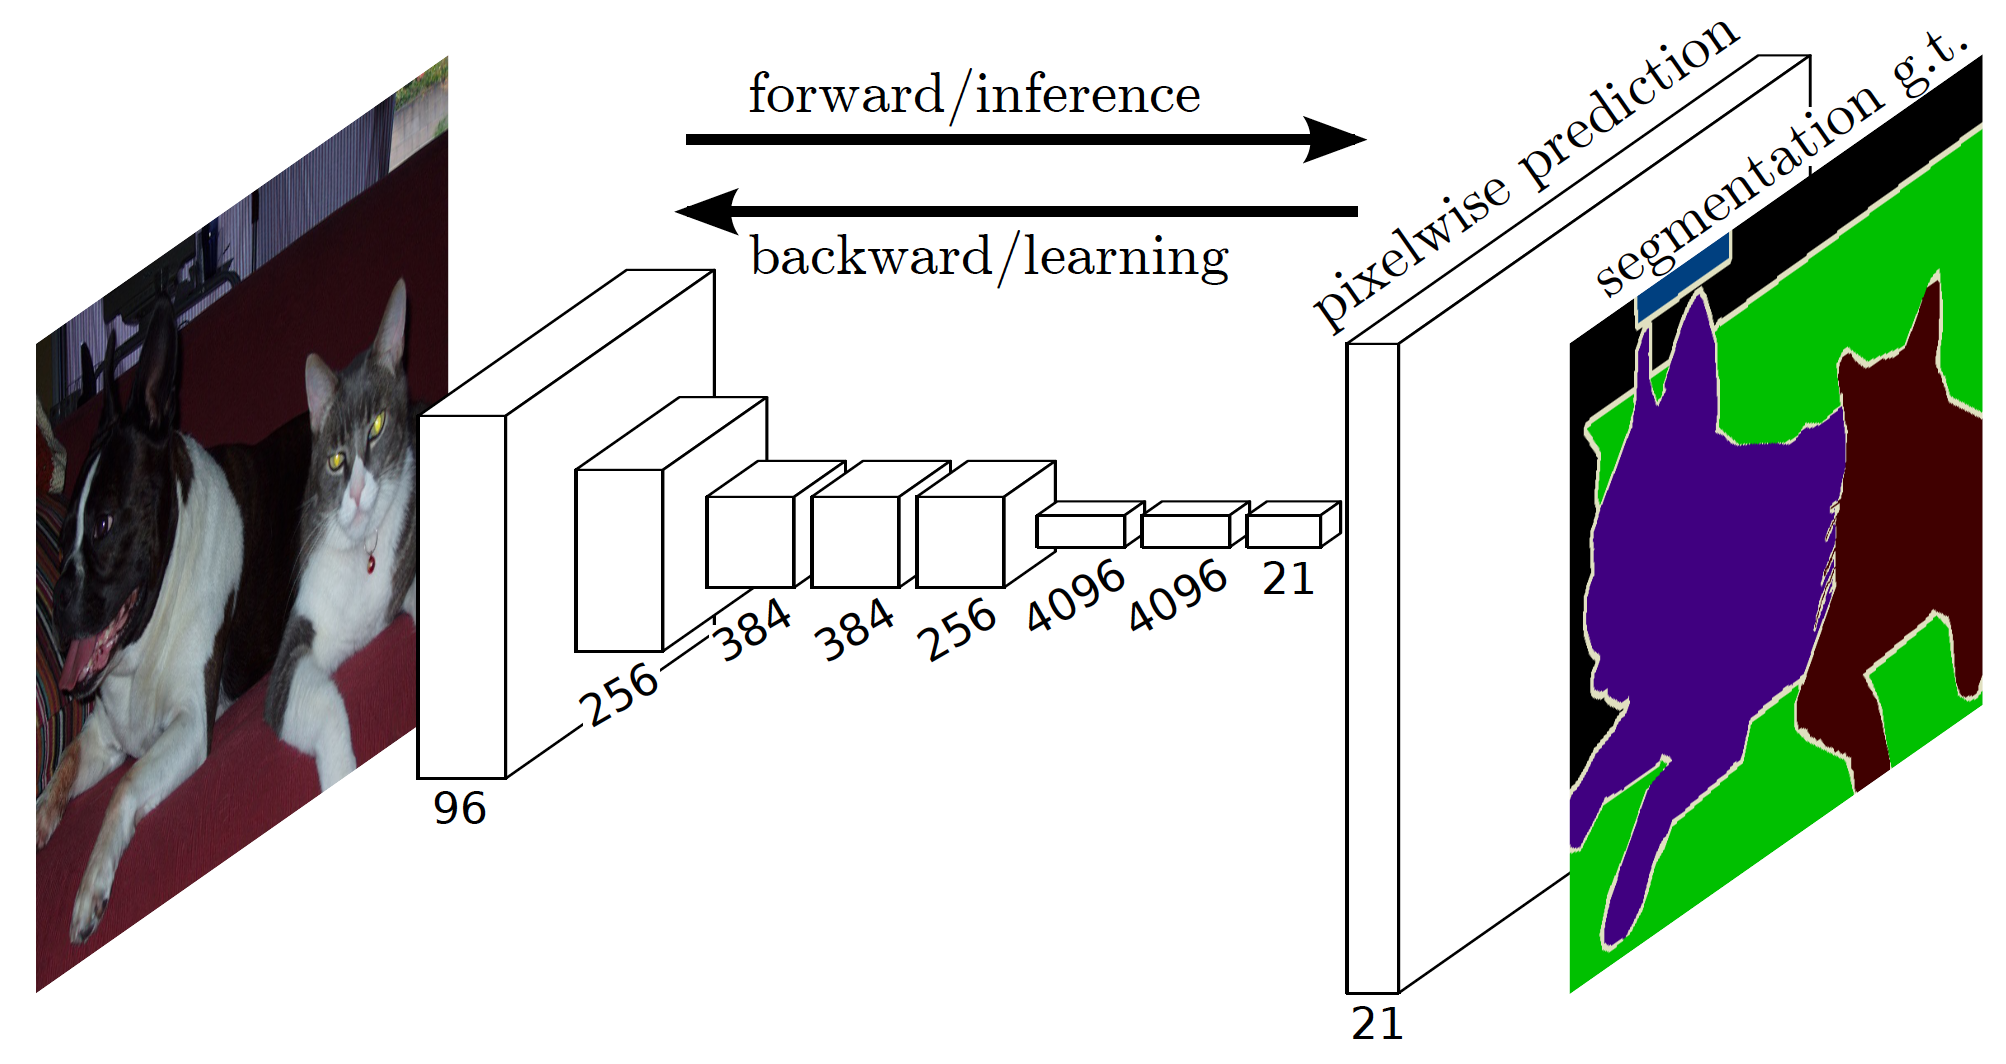 forward/inference
backward/learning
pixelwise prediction
segmentation g.t.
96
256
384
384
256
4096
4096
21
21